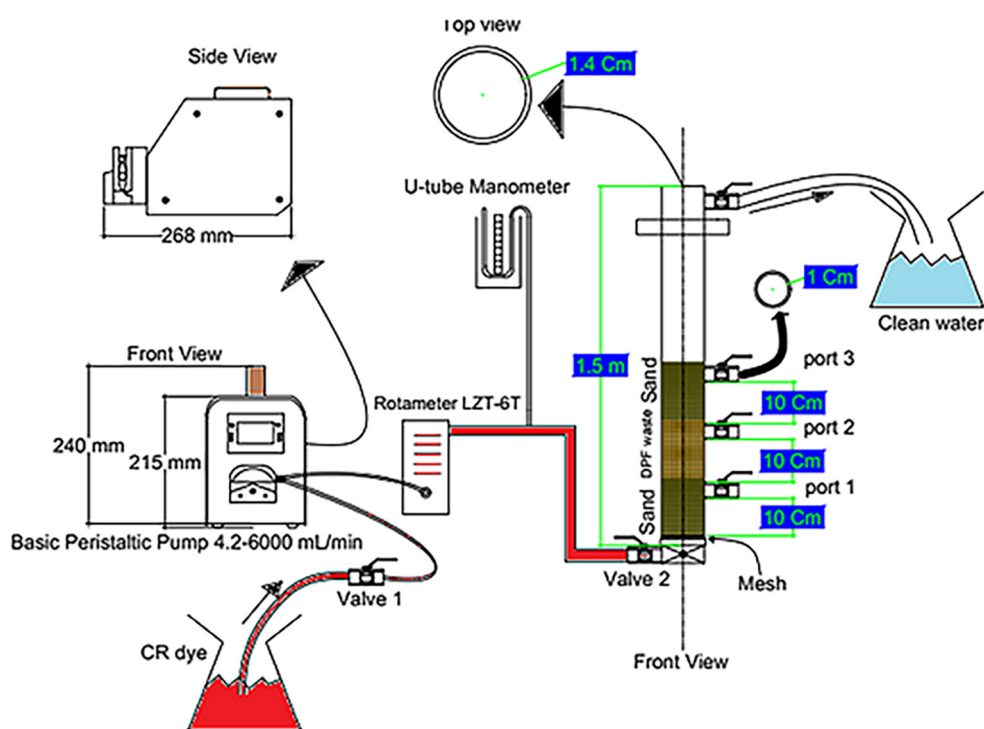 Top view
1.4 Cm
Side View
268 mm
U-tube Manometer
1 Cm
Clean water
Front View
240 mm
215 mm
Basic Peristaltic Pump 4.2-6000 mL/min
Rotameter LZT-6T
1.5 m
Sand
DPF waste
Sand
port 3
10 Cm
port 2
10 Cm
port 1
10 Cm
Valve 2
Mesh
Valve 1
CR dye
Front View